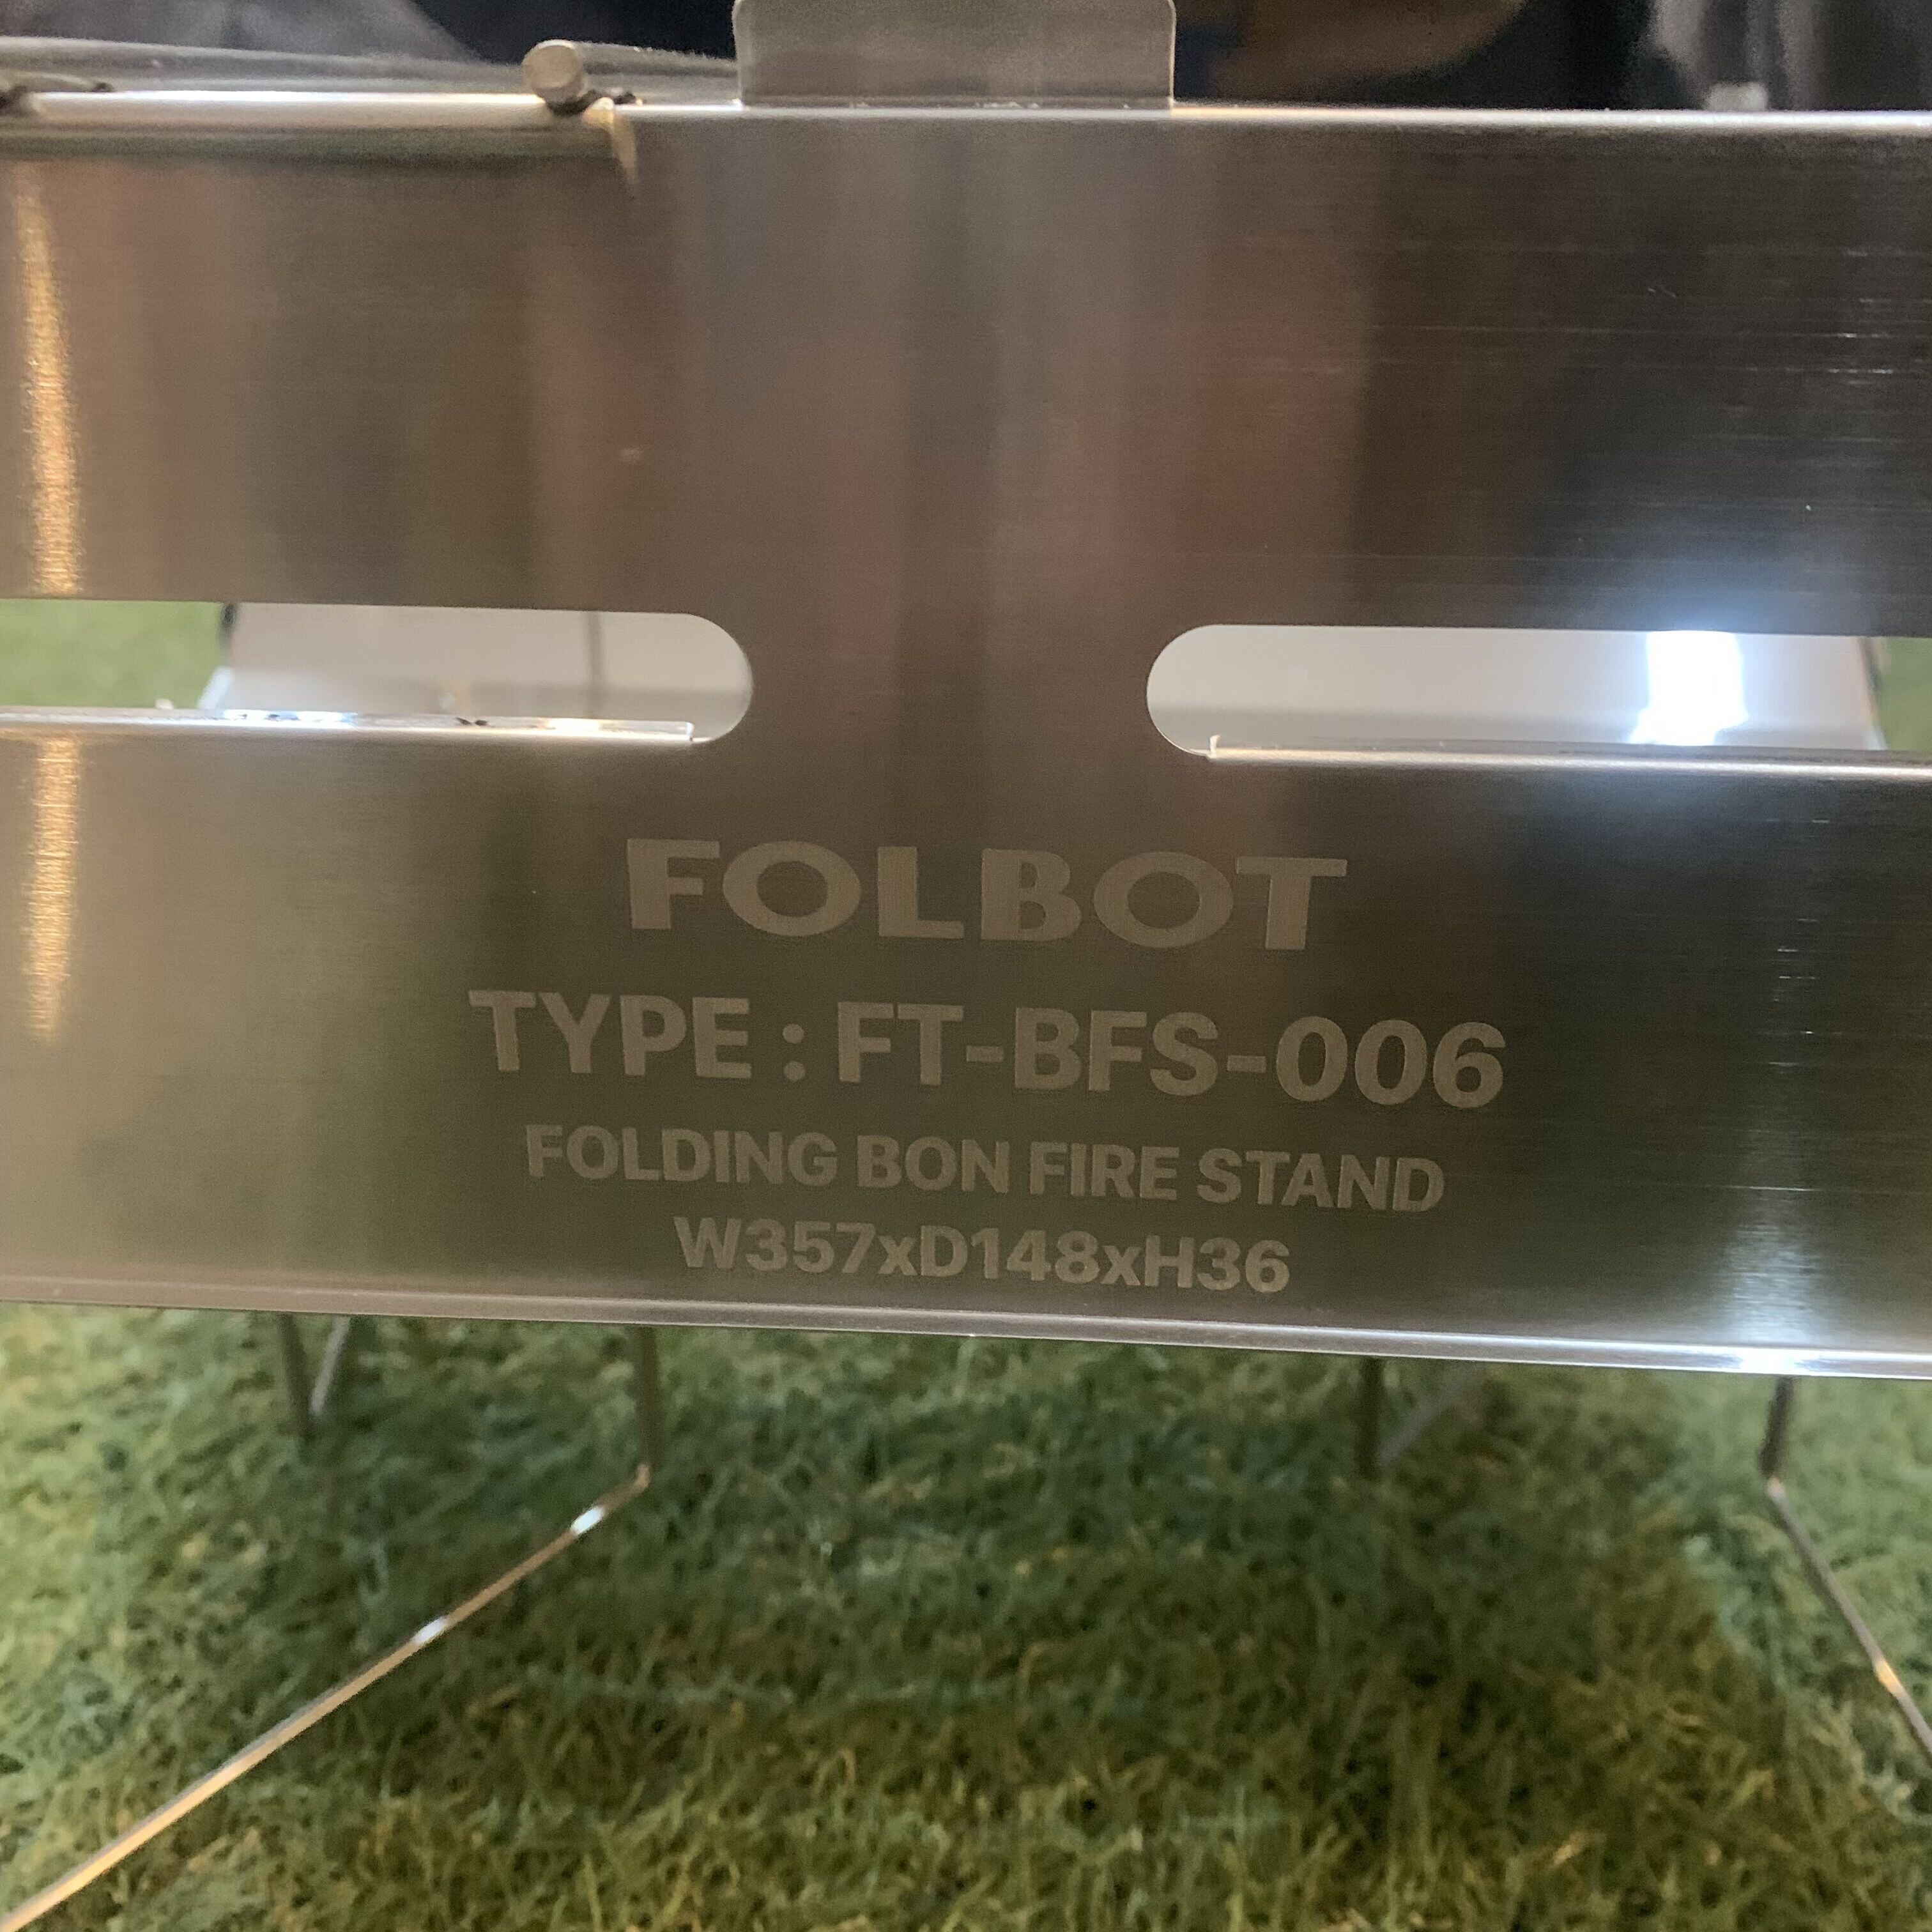 FOLBOT
TYPE : FT-BFS-006
FOLDING BON FIRE STAND
W357xD148xH36